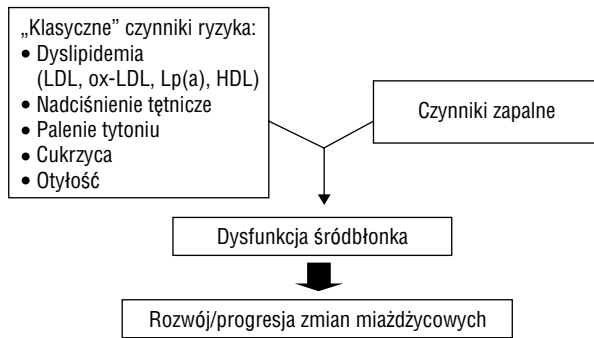 „Klasyczne” czynniki ryzyka:
• Dyslipidemia
(LDL, ox-LDL, Lp(a), HDL)
• Nadciśnienie tętnicze
• Palenie tytoniu
• Cukrzyca
• Otyłość
Czynniki zapalne
Dysfunkcja śródbłonka
Rozwój/progresja zmian miażdżycowych